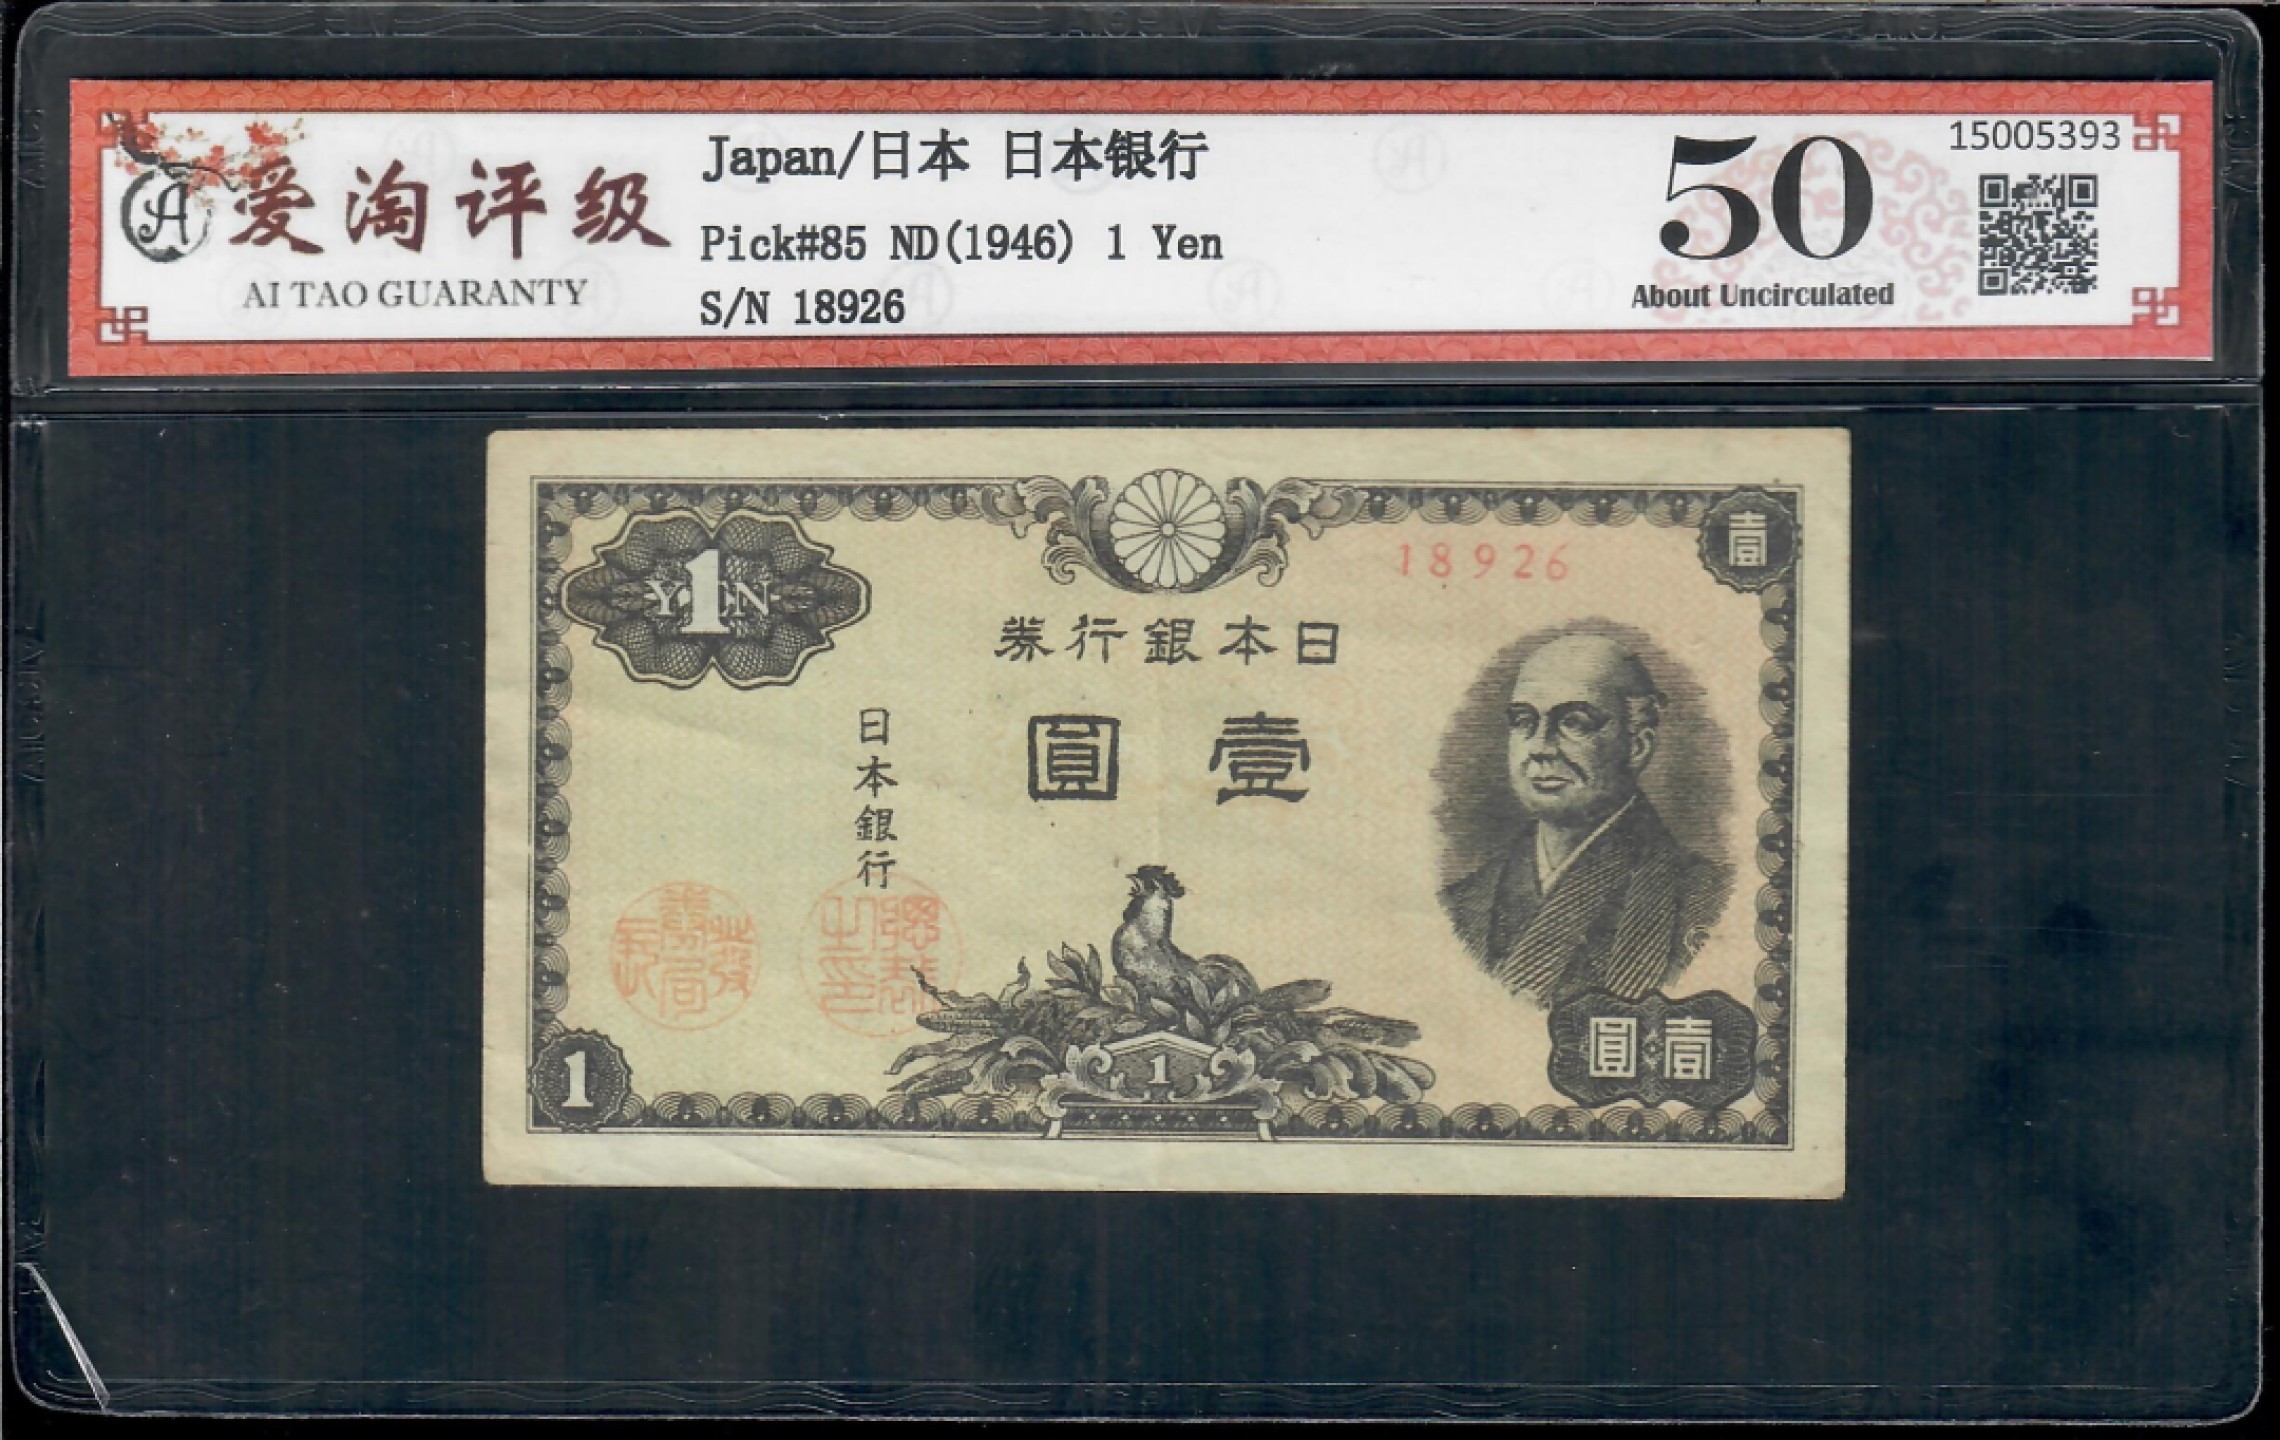 爱淘评级
AI TAO GUARANTY
Japan/日本 日本银行
Pick#85 ND(1946) 1 Yen
S/N 18926
50
About Uncirculated
15005393
1
YEN
壹
18926
券行銀本日
圓壹
日本銀行
1
1
圓壹